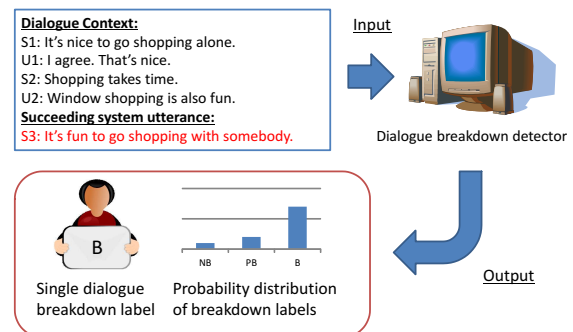 Dialogue Context:
S1: It's nice to go shopping alone.
U1: I agree. That's nice.
S2: Shopping takes time.
U2: Window shopping is also fun.
Succeeding system utterance:
S3: It's fun to go shopping with somebody.
Input
Dialogue breakdown detector
B
NB PB B
Single dialogue
breakdown label
Probability distribution
of breakdown labels
Output